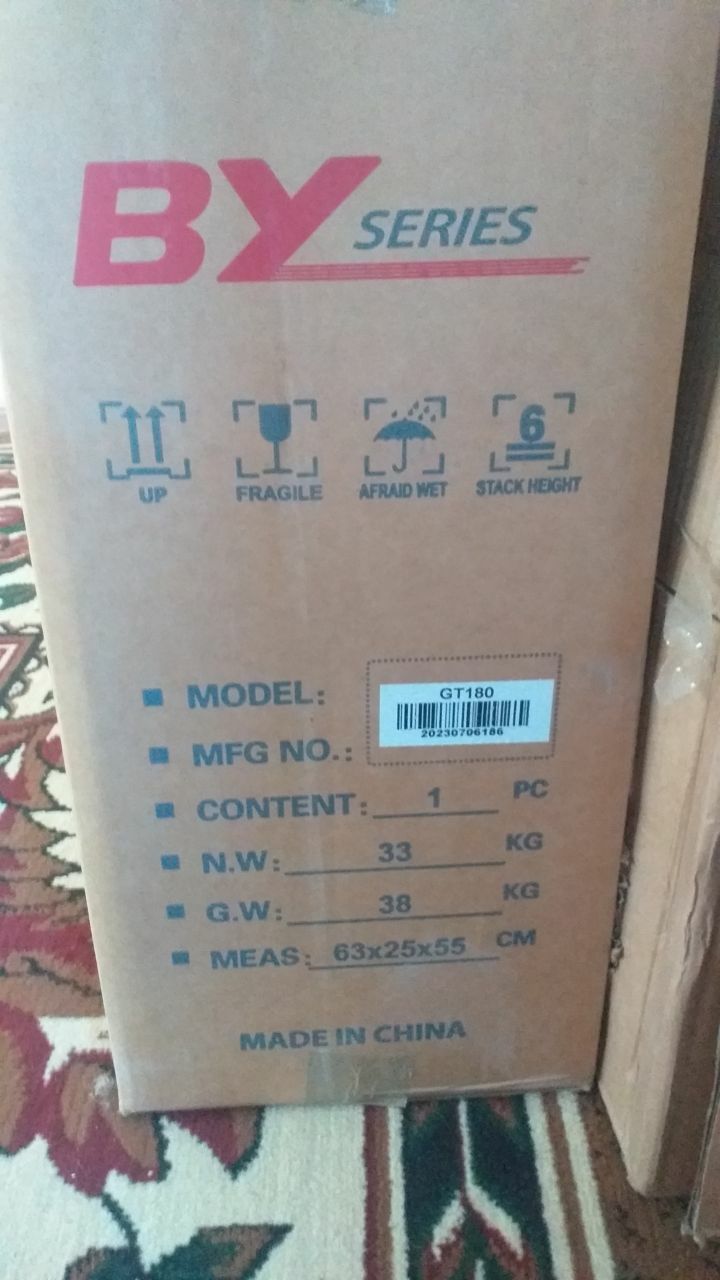 BY SERIES
UP FRAGILE AFRAID WET 6 STACK HEIGHT
MODEL: GT180
MFG NO.: 20230706186
CONTENT: 1 PC
N.W: 33 KG
G.W: 38 KG
MEAS: 63x25x55 CM
MADE IN CHINA